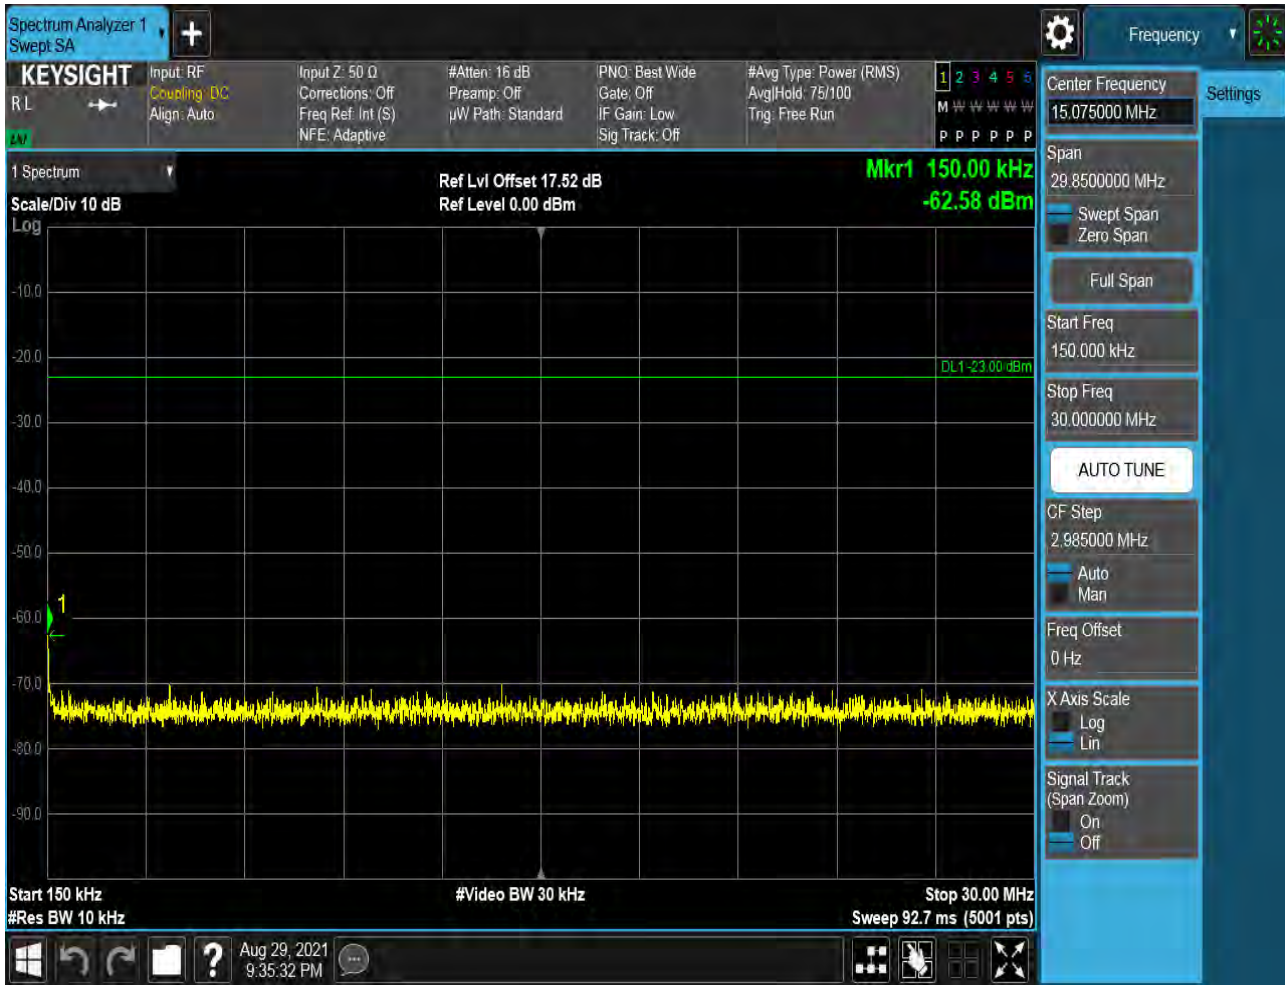 Spectrum Analyzer 1
Swept SA
Frequency
KEYSIGHT
R L
LNI
Input: RF
Coupling: DC
Align: Auto
Input Z: 50 Ω
Corrections: Off
Freq Ref: Int (S)
NFE: Adaptive
#Atten: 16 dB
Preamp: Off
µW Path: Standard
PNO: Best Wide
Gate: Off
IF Gain: Low
Sig Track: Off
#Avg Type: Power (RMS)
Avg|Hold: 75/100
Trig: Free Run
1 2 3 4 5 6
M W W W W W
P P P P P P
1 Spectrum
Scale/Div 10 dB
Log
Ref Lvl Offset 17.52 dB
Ref Level 0.00 dBm
Mkr1 150.00 kHz
-62.58 dBm
-10.0
-20.0
DL1 -23.00 dBm
-30.0
-40.0
-50.0
1
-60.0
-70.0
-80.0
-90.0
Start 150 kHz
#Res BW 10 kHz
#Video BW 30 kHz
Stop 30.00 MHz
Sweep 92.7 ms (5001 pts)
?
Aug 29, 2021
9:35:32 PM
Center Frequency
15.075000 MHz
Settings
Span
29.8500000 MHz
Swept Span
Zero Span
Full Span
Start Freq
150.000 kHz
Stop Freq
30.000000 MHz
AUTO TUNE
CF Step
2.985000 MHz
Auto
Man
Freq Offset
0 Hz
X Axis Scale
Log
Lin
Signal Track
(Span Zoom)
On
Off